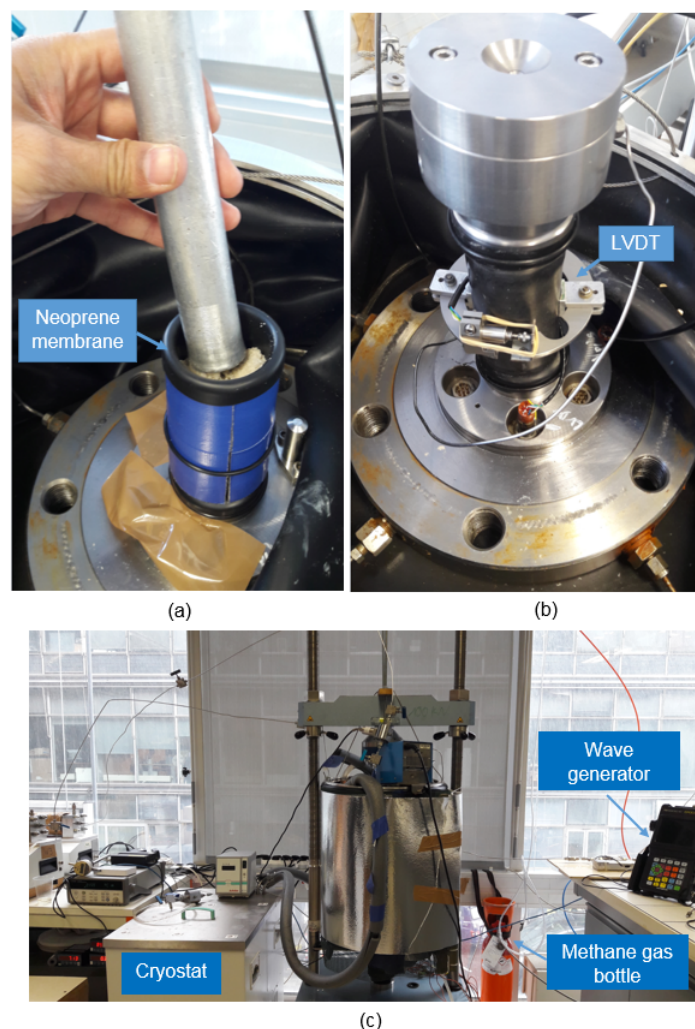 Neoprene
membrane
LVDT
(a)
(b)
Wave
generator
Cryostat
Methane gas
bottle
(c)